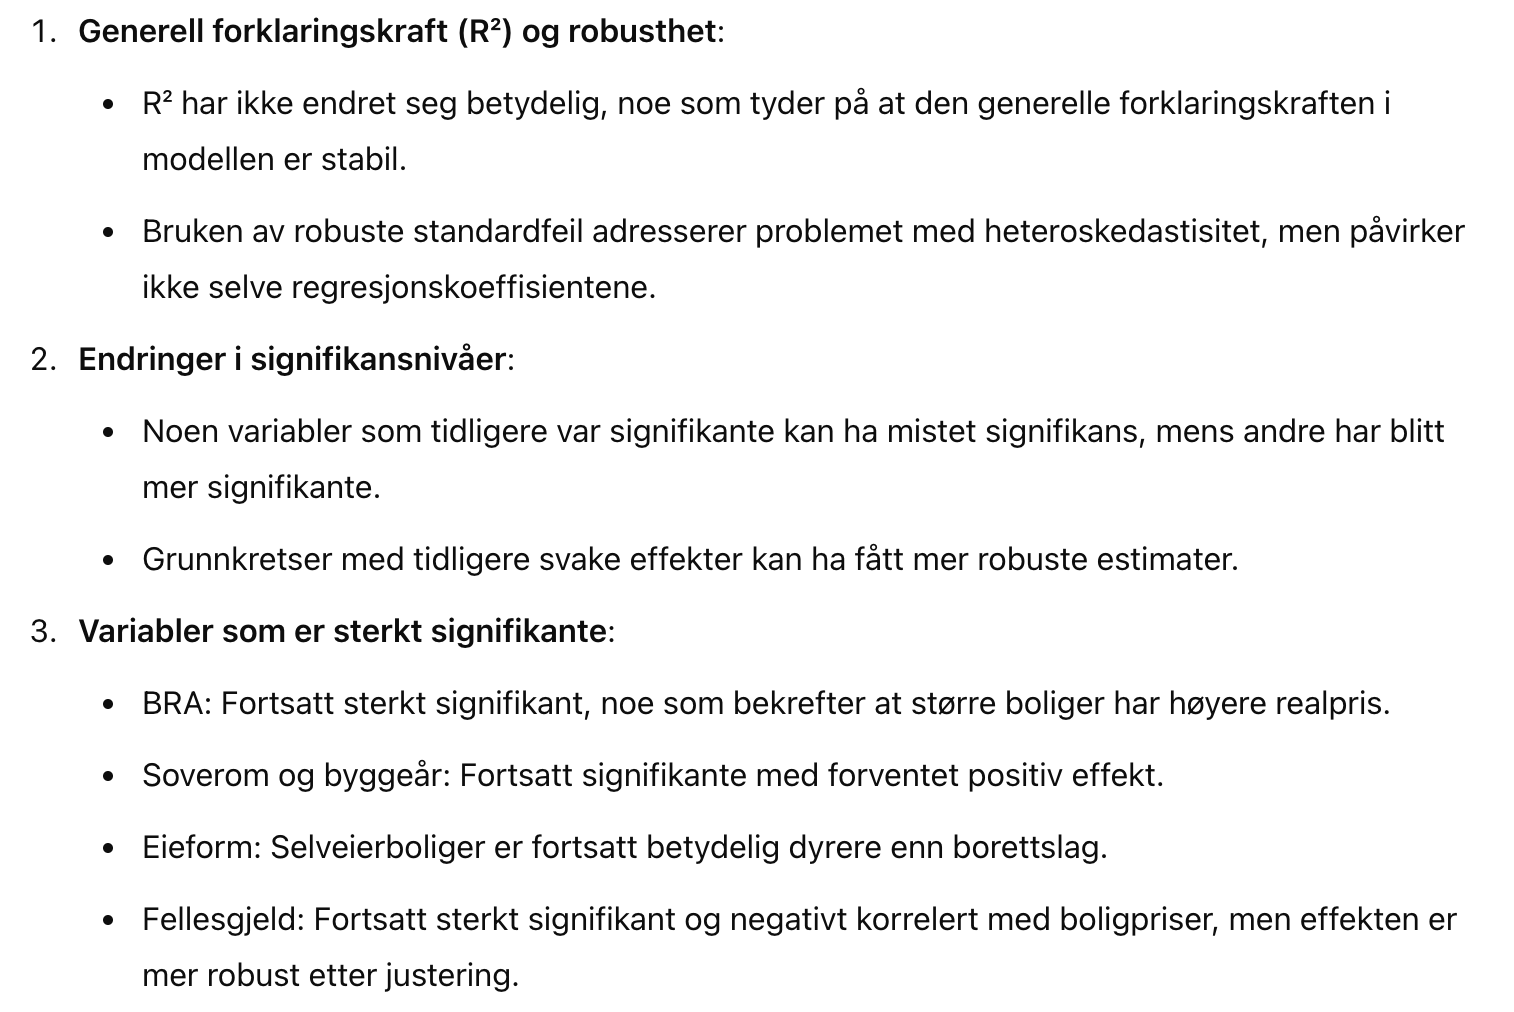 1. Generell forklaringskraft (R²) og robusthet:
• R² har ikke endret seg betydelig, noe som tyder på at den generelle forklaringskraften i
modellen er stabil.
• Bruken av robuste standardfeil adresserer problemet med heteroskedastisitet, men påvirker
ikke selve regresjonskoeffisientene.
2. Endringer i signifikansnivåer:
• Noen variabler som tidligere var signifikante kan ha mistet signifikans, mens andre har blitt
mer signifikante.
• Grunnkretser med tidligere svake effekter kan ha fått mer robuste estimater.
3. Variabler som er sterkt signifikante:
• BRA: Fortsatt sterkt signifikant, noe som bekrefter at større boliger har høyere realpris.
• Soverom og byggeår: Fortsatt signifikante med forventet positiv effekt.
• Eieform: Selveierboliger er fortsatt betydelig dyrere enn borettslag.
• Fellesgjeld: Fortsatt sterkt signifikant og negativt korrelert med boligpriser, men effekten er
mer robust etter justering.